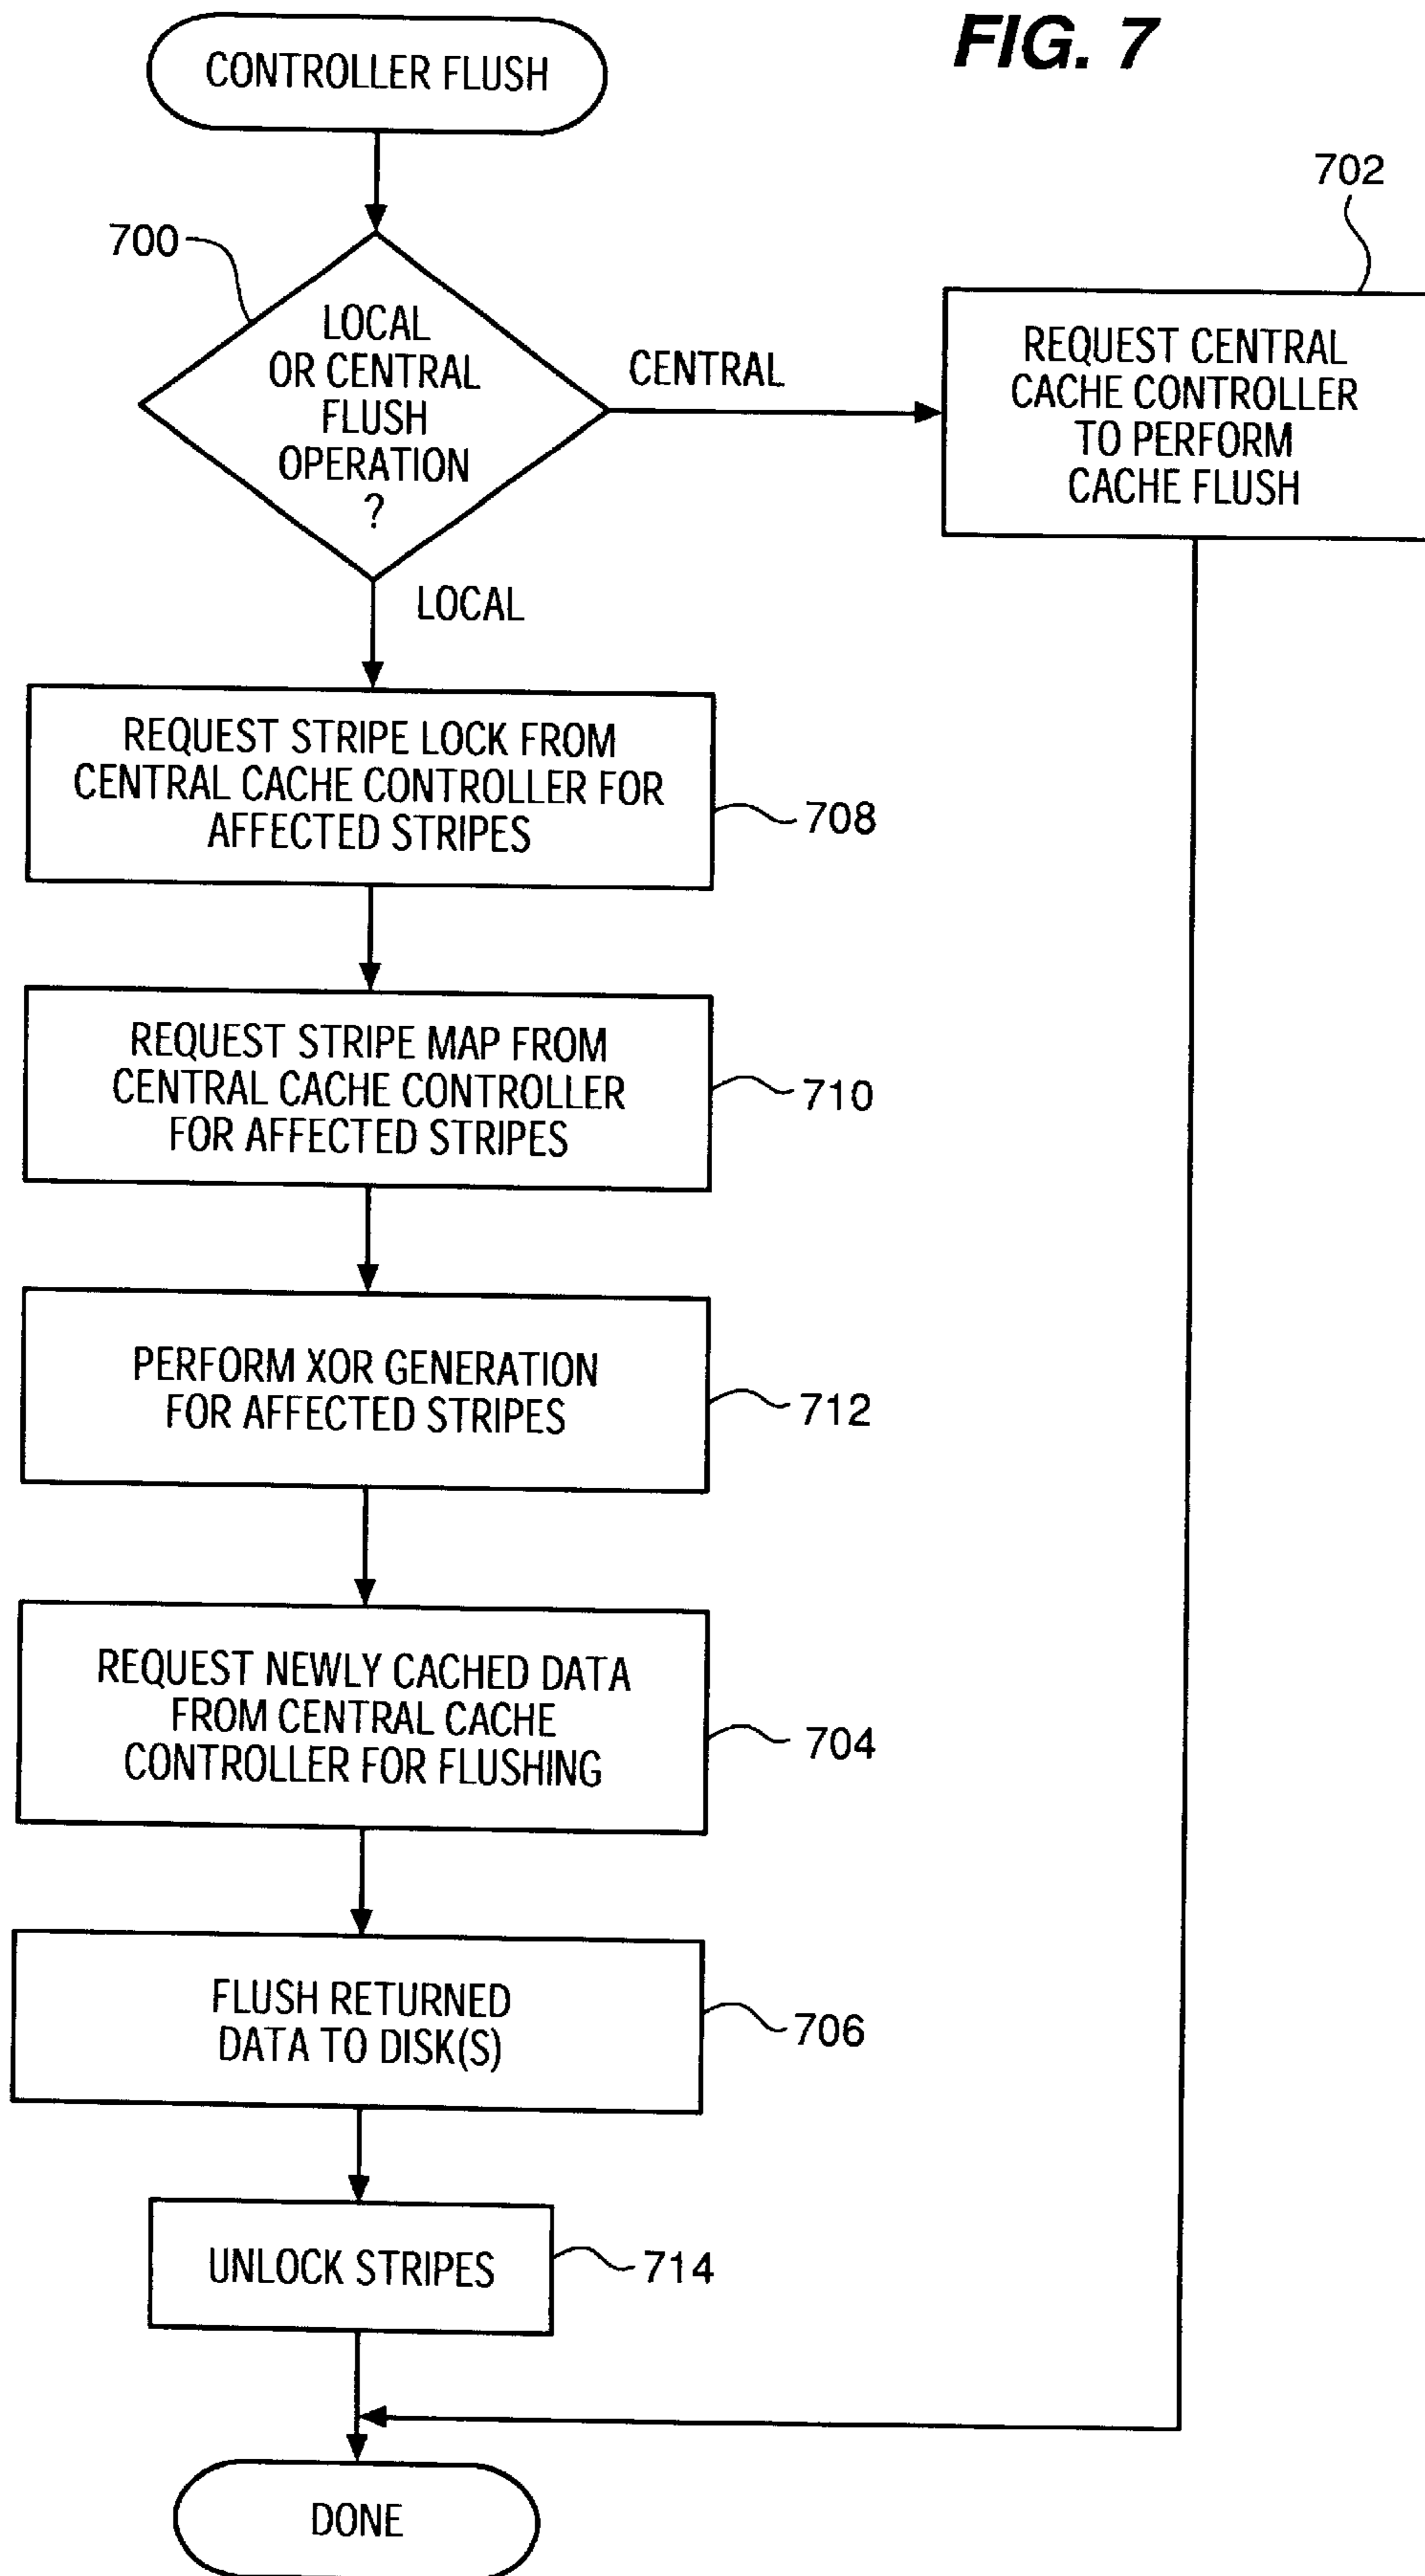 FIG. 7
CONTROLLER FLUSH
700
LOCAL
OR CENTRAL
FLUSH
OPERATION
?
CENTRAL
702
REQUEST CENTRAL
CACHE CONTROLLER
TO PERFORM
CACHE FLUSH
LOCAL
REQUEST STRIPE LOCK FROM
CENTRAL CACHE CONTROLLER FOR
AFFECTED STRIPES
708
REQUEST STRIPE MAP FROM
CENTRAL CACHE CONTROLLER
FOR AFFECTED STRIPES
710
PERFORM XOR GENERATION
FOR AFFECTED STRIPES
712
REQUEST NEWLY CACHED DATA
FROM CENTRAL CACHE
CONTROLLER FOR FLUSHING
704
FLUSH RETURNED
DATA TO DISK(S)
706
UNLOCK STRIPES
714
DONE